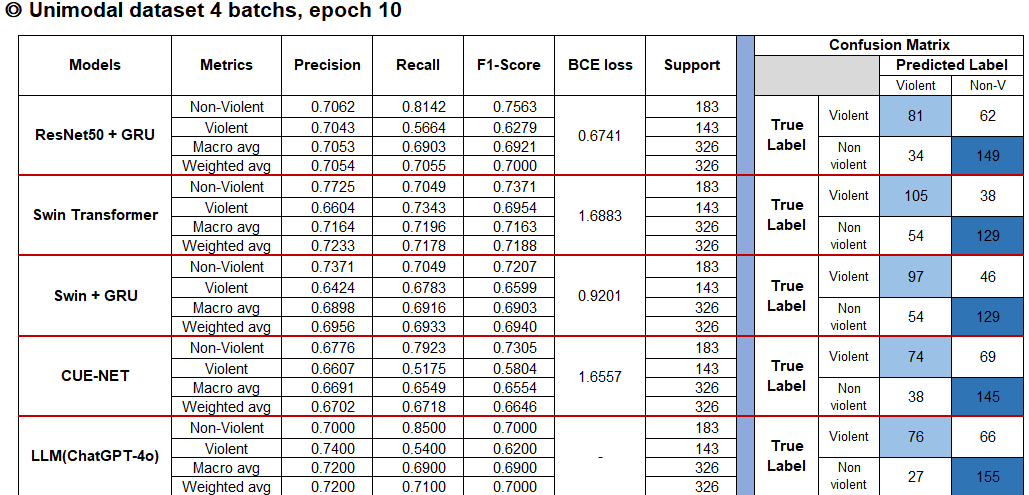 ◎ Unimodal dataset 4 batchs, epoch 10
Models Metrics Precision Recall F1-Score BCE loss Support Confusion Matrix
Predicted Label
Violent Non-V
ResNet50 + GRU 0.6741 True Label
Non-Violent 0.7062 0.8142 0.7563 183 Violent 81 62
Violent 0.7043 0.5664 0.6279 143
Macro avg 0.7053 0.6903 0.6921 326 Non violent 34 149
Weighted avg 0.7054 0.7055 0.7000 326
Swin Transformer 1.6883 True Label
Non-Violent 0.7725 0.7049 0.7371 183 Violent 105 38
Violent 0.6604 0.7343 0.6954 143
Macro avg 0.7164 0.7196 0.7163 326 Non violent 54 129
Weighted avg 0.7233 0.7178 0.7188 326
Swin + GRU 0.9201 True Label
Non-Violent 0.7371 0.7049 0.7207 183 Violent 97 46
Violent 0.6424 0.6783 0.6599 143
Macro avg 0.6898 0.6916 0.6903 326 Non violent 54 129
Weighted avg 0.6956 0.6933 0.6940 326
CUE-NET 1.6557 True Label
Non-Violent 0.6776 0.7923 0.7305 183 Violent 74 69
Violent 0.6607 0.5175 0.5804 143
Macro avg 0.6691 0.6549 0.6554 326 Non violent 38 145
Weighted avg 0.6702 0.6718 0.6646 326
LLM(ChatGPT-4o) - True Label
Non-Violent 0.7000 0.8500 0.7000 183 Violent 76 66
Violent 0.7400 0.5400 0.6200 143
Macro avg 0.7200 0.6900 0.6900 326 Non violent 27 155
Weighted avg 0.7200 0.7100 0.7000 326